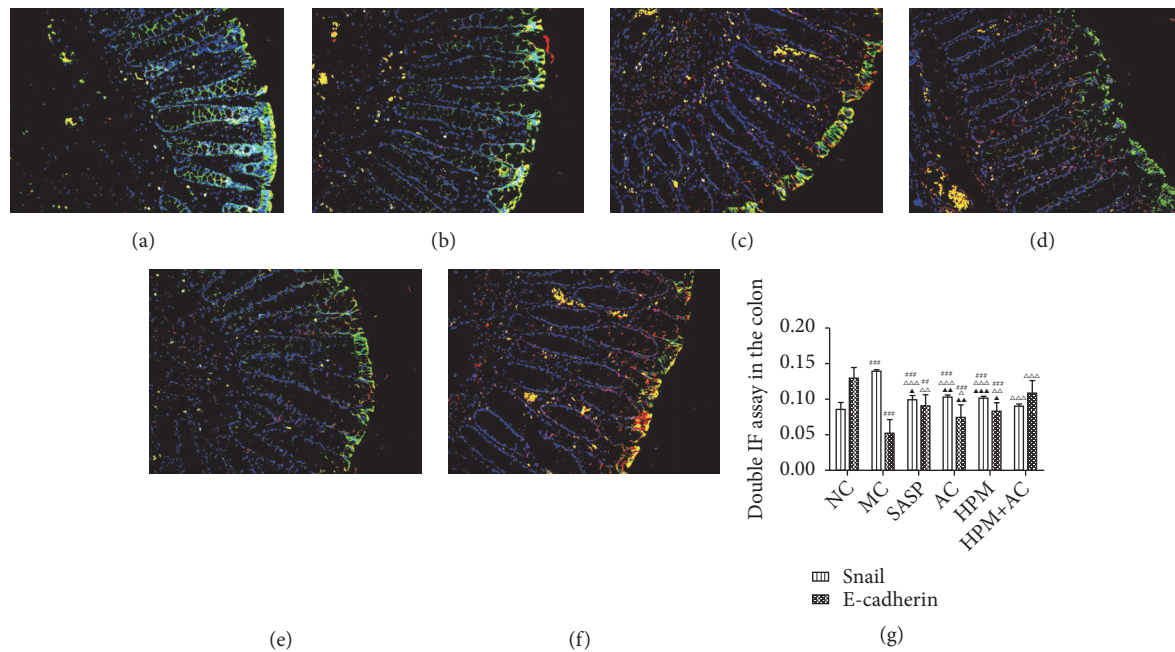 (a)
(b)
(c)
(d)
(e)
(f)
Double IF assay in the colon
0.20
0.15
0.10
0.05
0.00
###
###
###
△△△
▲
##
△△
###
△△△
▲▲
###
△
▲▲
###
△△△
▲▲▲
###
△△
▲
△△△
△△△
NC
MC
SASP
AC
HPM
HPM+AC
Snail
E-cadherin
(g)